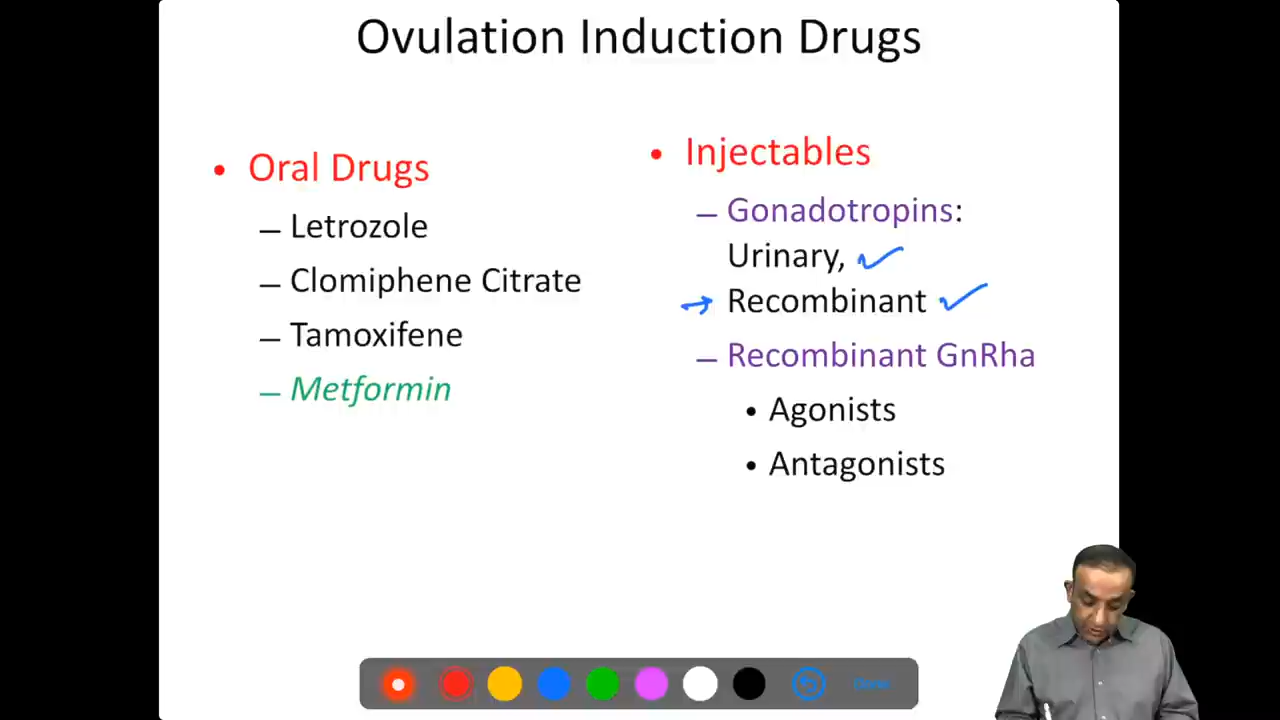 Ovulation Induction Drugs
• Oral Drugs
– Letrozole
– Clomiphene Citrate
– Tamoxifene
– Metformin
• Injectables
– Gonadotropins:
Urinary,
Recombinant
– Recombinant GnRha
• Agonists
• Antagonists